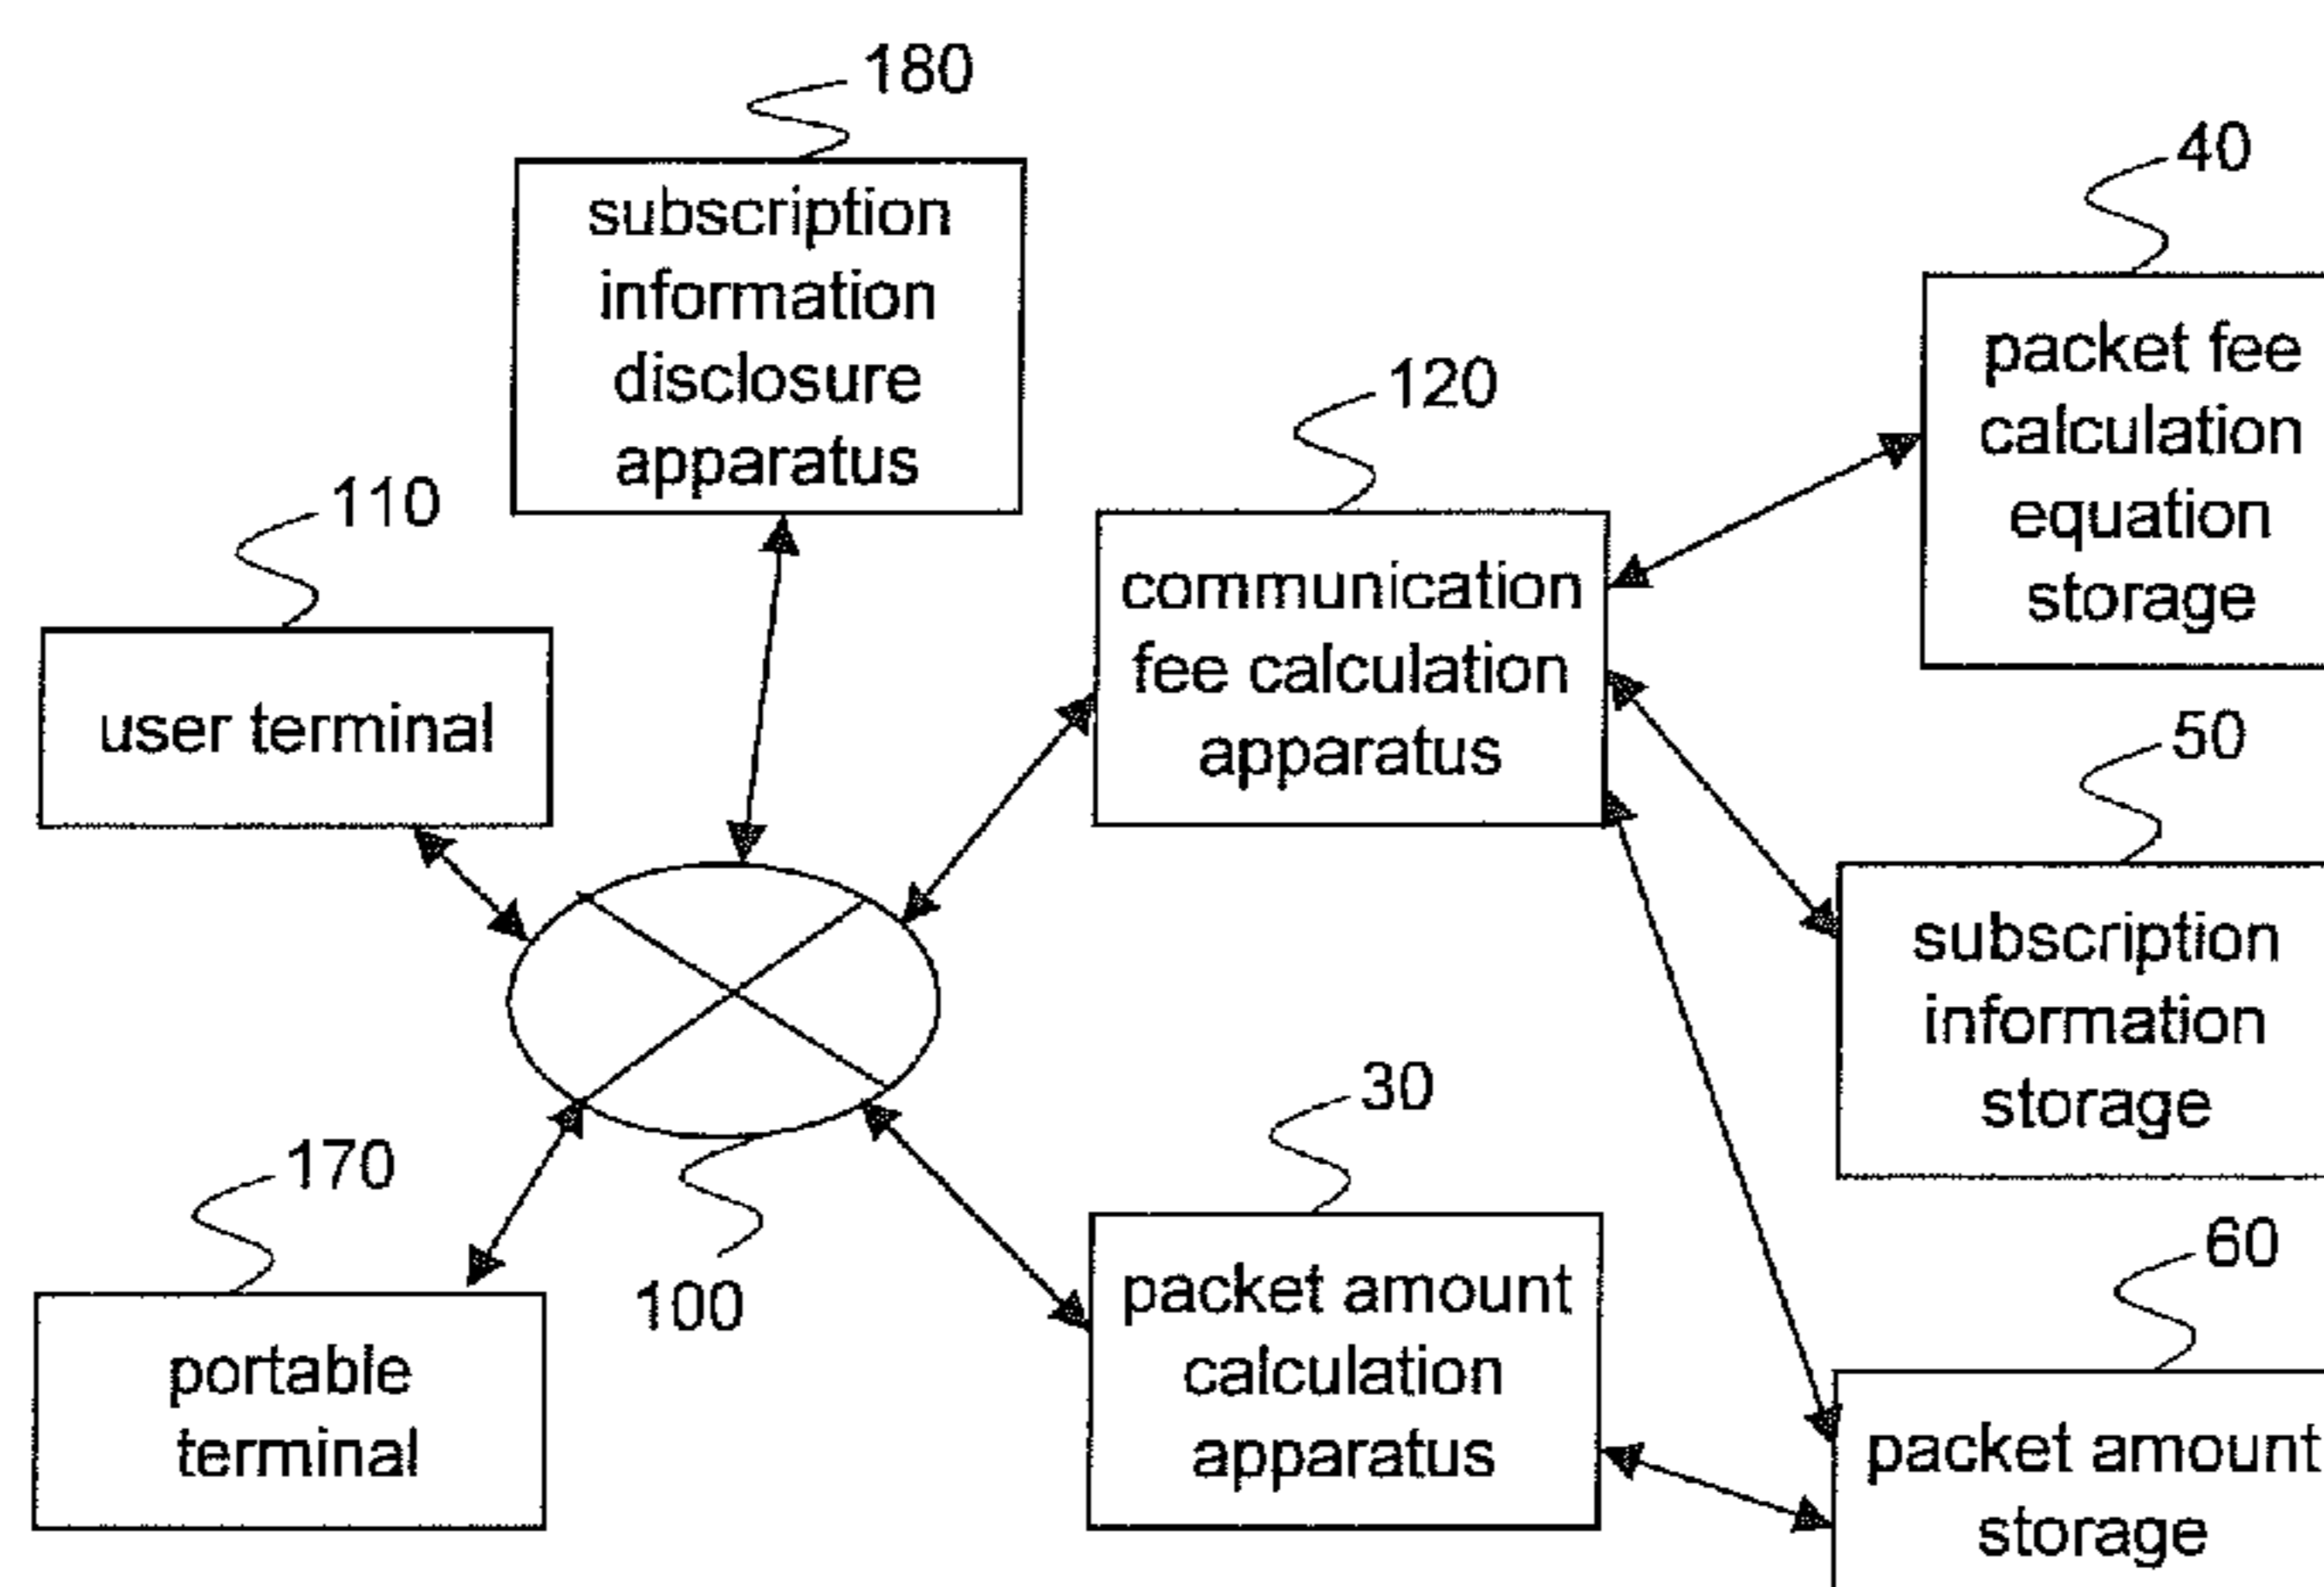 180
subscription
information
disclosure
apparatus
40
packet fee
calculation
equation
storage
120
communication
fee calculation
apparatus
110
user terminal
50
subscription
information
storage
30
packet amount
calculation
apparatus
170
portable
terminal
100
60
packet amount
storage